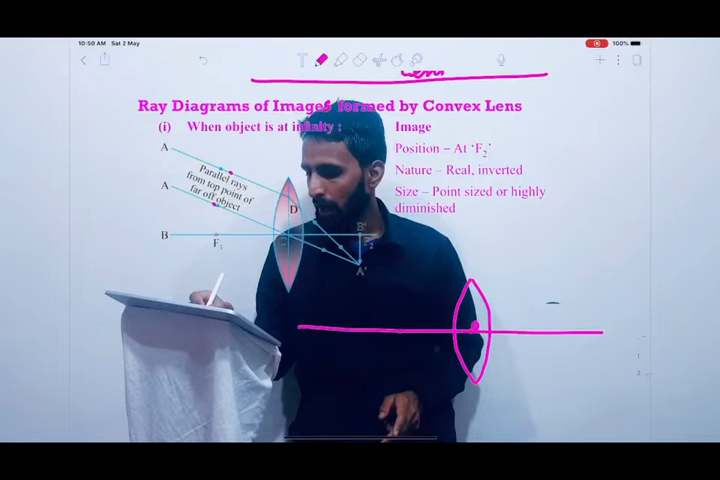 10:50 AM Sat 2 May
100%
T
Lens
Ray Diagrams of Images formed by Convex Lens
(i) When object is at infinity :
Image
A
Position – At ‘F2’
Parallel rays
from top point of
far off object
Nature – Real, inverted
A
Size – Point sized or highly
diminished
D
B
F1
C
B'
F2
A'